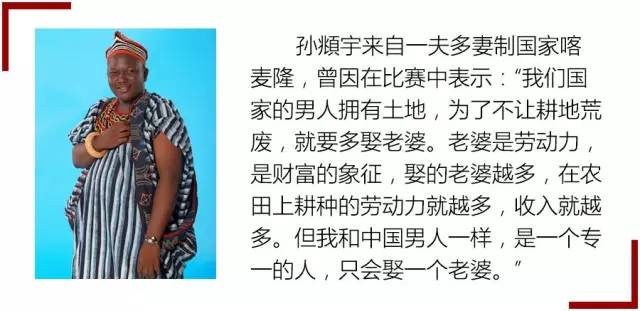 孙頫宇来自一夫多妻制国家喀
麦隆，曾因在比赛中表示：“我们国
家的男人拥有土地，为了不让耕地荒
废，就要多娶老婆。老婆是劳动力，
是财富的象征，娶的老婆越多，在农
田上耕种的劳动力就越多，收入就越
多。但我和中国男人一样，是一个专
一的人，只会娶一个老婆。”